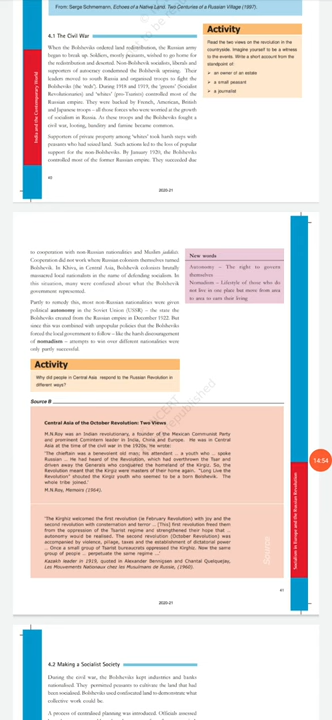 From: Serge Schmemann, Echoes of a Native Land. Two Centuries of a Russian Village (1997).
4.1 The Civil War
When the Bolsheviks ordered land redistribution, the Russian army
began to break up. Soldiers, mostly peasants, wished to go home for
the redistribution and deserted. Non-Bolshevik socialists, liberals and
supporters of autocracy condemned the Bolshevik uprising. Their
leaders moved to south Russia and organised troops to fight the
Bolsheviks (the 'reds'). During 1918 and 1919, the 'greens' (Socialist
Revolutionaries) and 'whites' (pro-Tsarists) controlled most of the
Russian empire. They were backed by French, American, British
and Japanese troops – all those forces who were worried at the growth
of socialism in Russia. As these troops and the Bolsheviks fought a
civil war, looting, banditry and famine became common.
Supporters of private property among 'whites' took harsh steps with
peasants who had seized land. Such actions led to the loss of popular
support for the non-Bolsheviks. By January 1920, the Bolsheviks
controlled most of the former Russian empire. They succeeded due
Activity
Read the two views on the revolution in the
countryside. Imagine yourself to be a witness
to the events. Write a short account from the
standpoint of:
➢ an owner of an estate
➢ a small peasant
➢ a journalist
India and the Contemporary World
40
2020-21
to cooperation with non-Russian nationalities and Muslim jadidis.
Cooperation did not work where Russian colonists themselves turned
Bolshevik. In Khiva, in Central Asia, Bolshevik colonists brutally
massacred local nationalists in the name of defending socialism. In
this situation, many were confused about what the Bolshevik
government represented.
Partly to remedy this, most non-Russian nationalities were given
political autonomy in the Soviet Union (USSR) – the state the
Bolsheviks created from the Russian empire in December 1922. But
since this was combined with unpopular policies that the Bolsheviks
forced the local government to follow – like the harsh discouragement
of nomadism – attempts to win over different nationalities were
only partly successful.
New words
Autonomy – The right to govern
themselves
Nomadism – Lifestyle of those who do
not live in one place but move from area
to area to earn their living
Activity
Why did people in Central Asia respond to the Russian Revolution in
different ways?
Source B
Central Asia of the October Revolution: Two Views
M.N.Roy was an Indian revolutionary, a founder of the Mexican Communist Party
and prominent Comintern leader in India, China and Europe. He was in Central
Asia at the time of the civil war in the 1920s. He wrote:
'The chieftain was a benevolent old man; his attendant … a youth who … spoke
Russian … He had heard of the Revolution, which had overthrown the Tsar and
driven away the Generals who conquered the homeland of the Kirgiz. So, the
Revolution meant that the Kirgiz were masters of their home again. "Long Live the
Revolution" shouted the Kirgiz youth who seemed to be a born Bolshevik. The
whole tribe joined.'
M.N.Roy, Memoirs (1964).
'The Kirghiz welcomed the first revolution (ie February Revolution) with joy and the
second revolution with consternation and terror … [This] first revolution freed them
from the oppression of the Tsarist regime and strengthened their hope that …
autonomy would be realised. The second revolution (October Revolution) was
accompanied by violence, pillage, taxes and the establishment of dictatorial power
… Once a small group of Tsarist bureaucrats oppressed the Kirghiz. Now the same
group of people … perpetuate the same regime …'
Kazakh leader in 1919, quoted in Alexander Bennigsen and Chantal Quelquejay,
Les Mouvements Nationaux chez les Musulmans de Russie, (1960).
Source
Socialism in Europe and the Russian Revolution
14:54
41
2020-21
4.2 Making a Socialist Society
During the civil war, the Bolsheviks kept industries and banks
nationalised. They permitted peasants to cultivate the land that had
been socialised. Bolsheviks used confiscated land to demonstrate what
collective work could be.
A process of centralised planning was introduced. Officials assessed